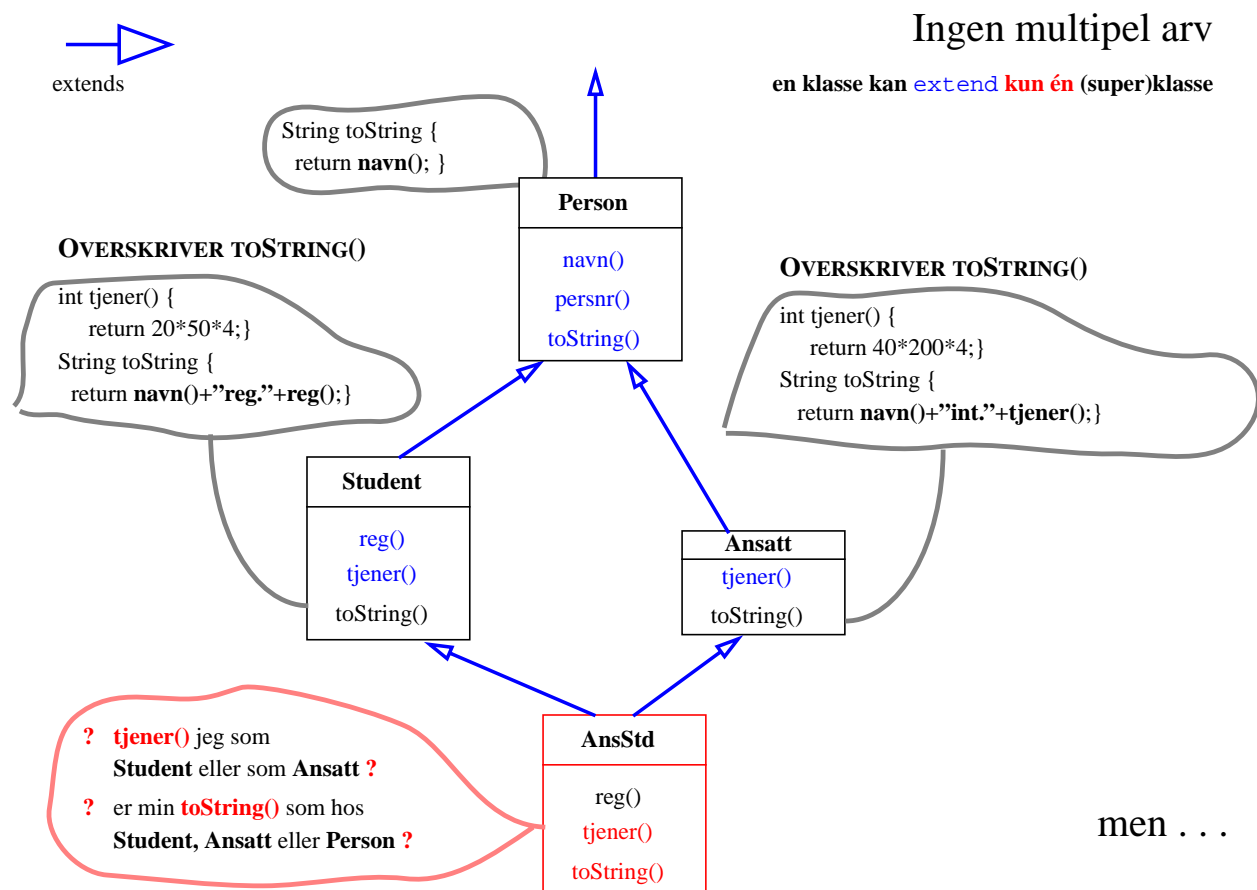 Ingen multipel arv
extends
en klasse kan extend kun én (super)klasse
String toString {
return navn(); }
Person
navn()
persnr()
toString()
OVERSKRIVER TOSTRING()
int tjener() {
return 20*50*4;}
String toString {
return navn()+”reg.”+reg();}
OVERSKRIVER TOSTRING()
int tjener() {
return 40*200*4;}
String toString {
return navn()+”int.”+tjener();}
Student
reg()
tjener()
toString()
Ansatt
tjener()
toString()
? tjener() jeg som
Student eller som Ansatt ?
? er min toString() som hos
Student, Ansatt eller Person ?
AnsStd
reg()
tjener()
toString()
men . . .